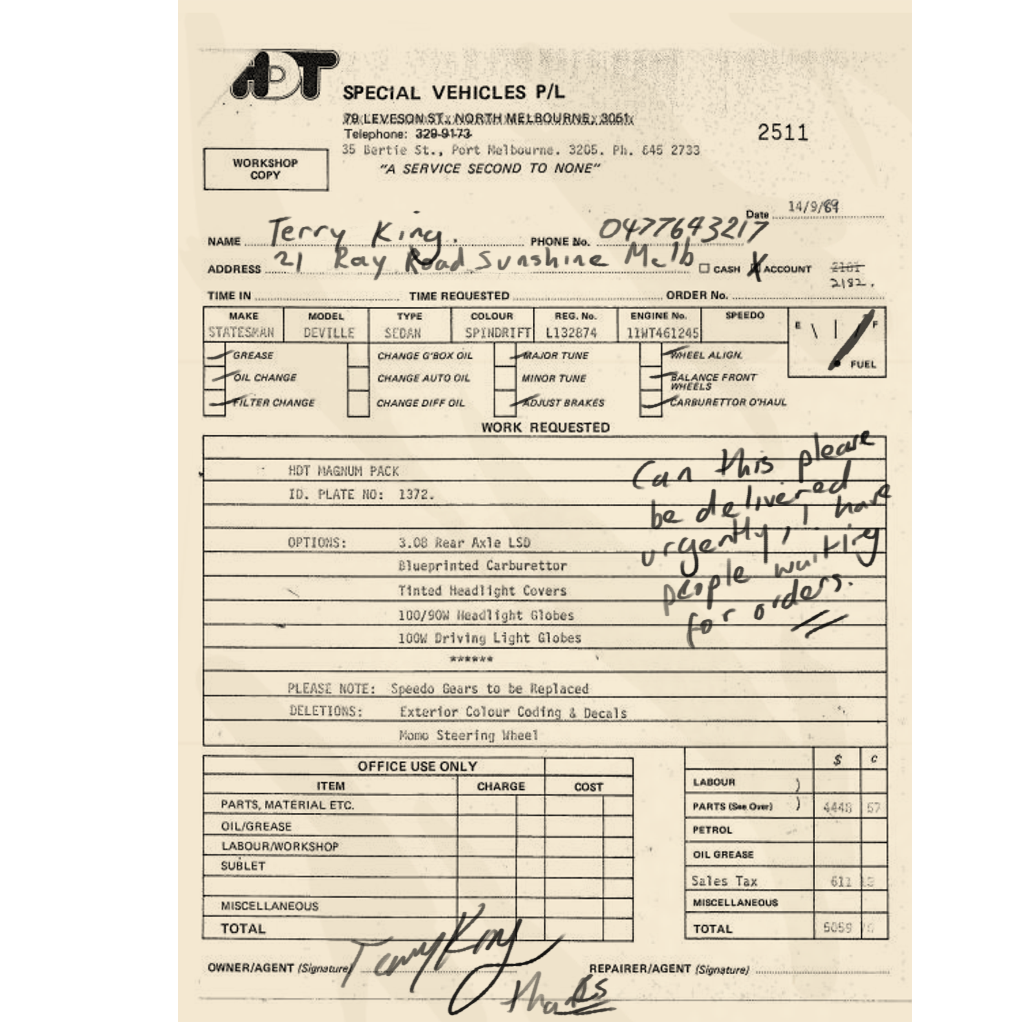 HDT
SPECIAL VEHICLES P/L
79 LEVESON ST., NORTH MELBOURNE, 3051.
Telephone: 329-9173
35 Bertie St., Port Melbourne. 3205. Ph. 645 2733
"A SERVICE SECOND TO NONE"
2511
WORKSHOP
COPY
Date 14/9/
NAME Terry King. PHONE No. 0477643217
ADDRESS 21 Ray Road Sunshine Melb CASH X ACCOUNT
2182.
TIME IN TIME REQUESTED ORDER No.
MAKE MODEL TYPE COLOUR REG. No. ENGINE No. SPEEDO
STATESMAN DEVILLE SEDAN SPINDRIFT L132874 11WT461245
E F
FUEL
GREASE CHANGE G'BOX OIL MAJOR TUNE WHEEL ALIGN.
OIL CHANGE CHANGE AUTO OIL MINOR TUNE BALANCE FRONT
WHEELS
FILTER CHANGE CHANGE DIFF OIL ADJUST BRAKES CARBURETTOR O'HAUL
WORK REQUESTED
HDT MAGNUM PACK
ID. PLATE NO: 1372.
OPTIONS: 3.08 Rear Axle LSD
Blueprinted Carburettor
Tinted Headlight Covers
100/90W Headlight Globes
100W Driving Light Globes
******
PLEASE NOTE: Speedo Gears to be Replaced
DELETIONS: Exterior Colour Coding & Decals
Momo Steering Wheel
Can this please
be delivered
urgently, I have
people waiting
for orders.
OFFICE USE ONLY
ITEM CHARGE COST
PARTS, MATERIAL ETC.
OIL/GREASE
LABOUR/WORKSHOP
SUBLET
MISCELLANEOUS
TOTAL
$ c
LABOUR )
PARTS (See Over) ) 4448 57
PETROL
OIL GREASE
Sales Tax 611
MISCELLANEOUS
TOTAL 5059
OWNER/AGENT (Signature) Terry King REPAIRER/AGENT (Signature)
thanks